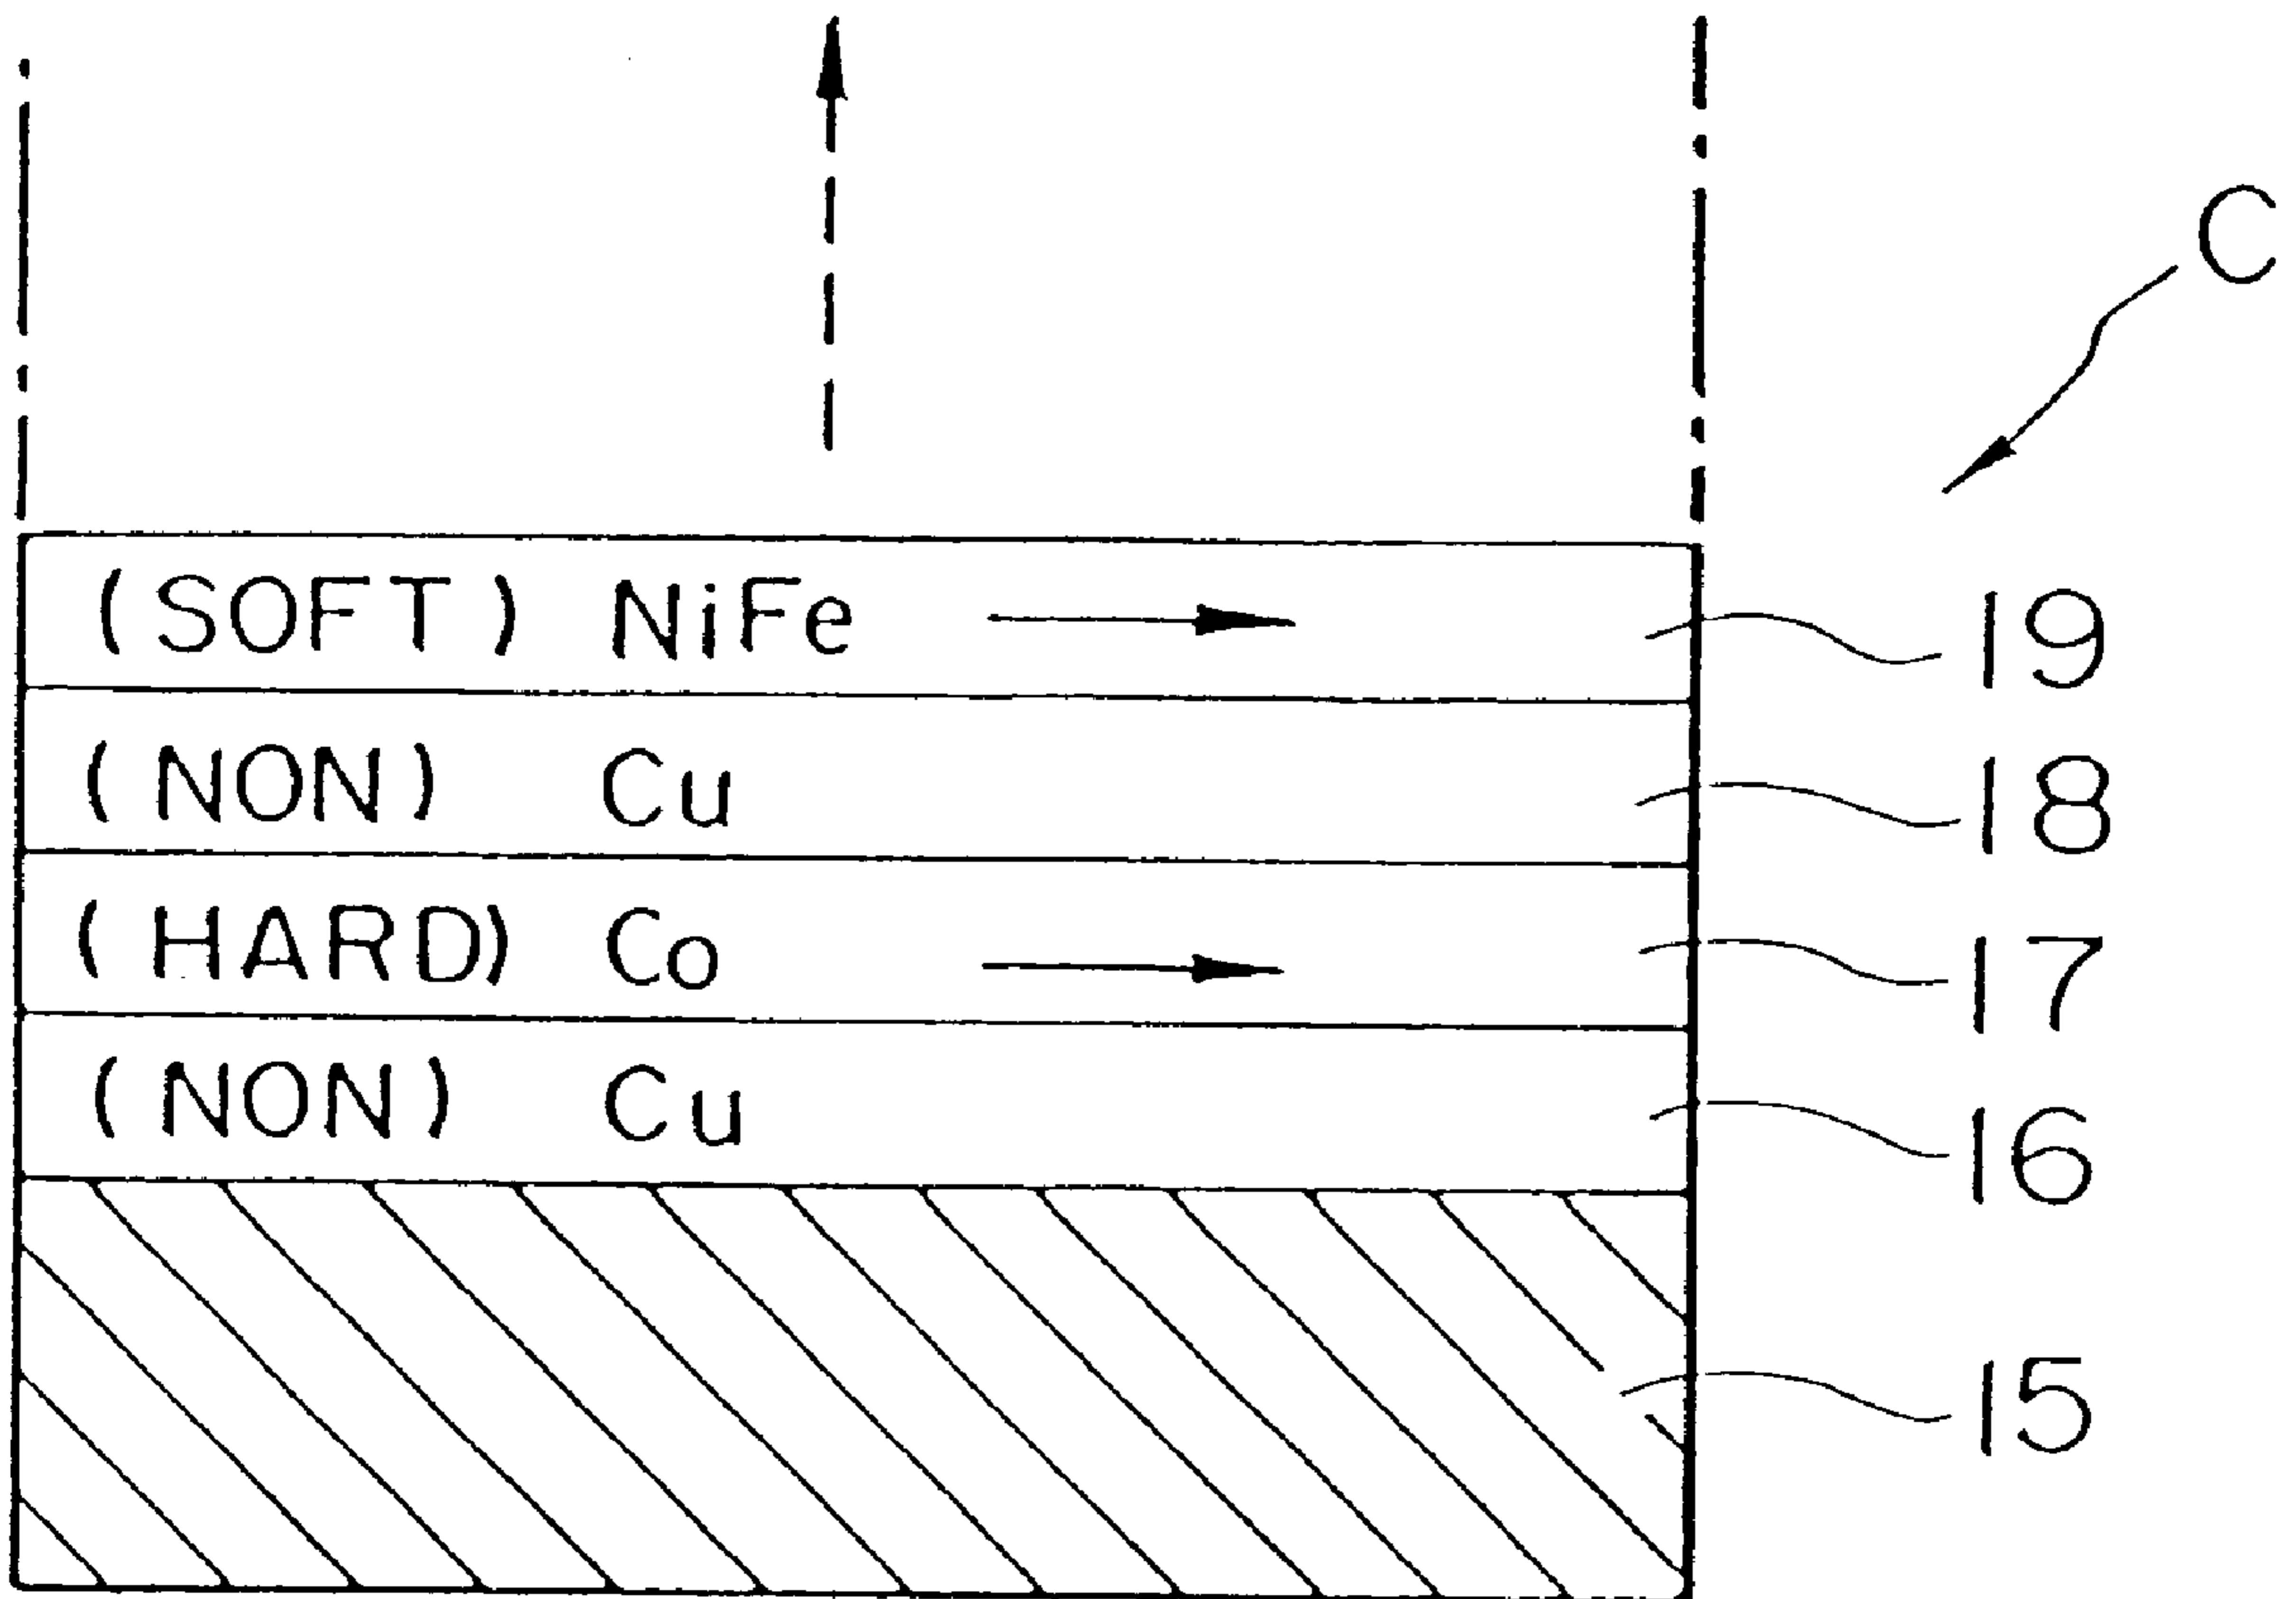 C
(SOFT) NiFe 19
(NON) Cu 18
(HARD) Co 17
(NON) Cu 16
15